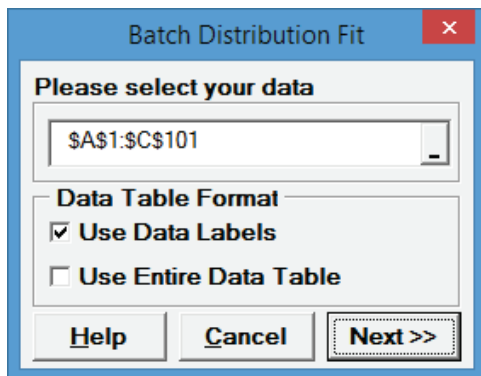 Batch Distribution Fit
Please select your data
$A$1:$C$101
Data Table Format
Use Data Labels
Use Entire Data Table
Help Cancel Next >>